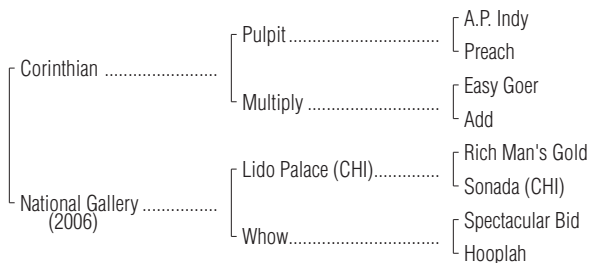 A.P. Indy
Pulpit
Preach
Corinthian
Easy Goer
Multiply
Add
Rich Man's Gold
Lido Palace (CHI)
Sonada (CHI)
National Gallery
(2006)
Spectacular Bid
Whow
Hooplah